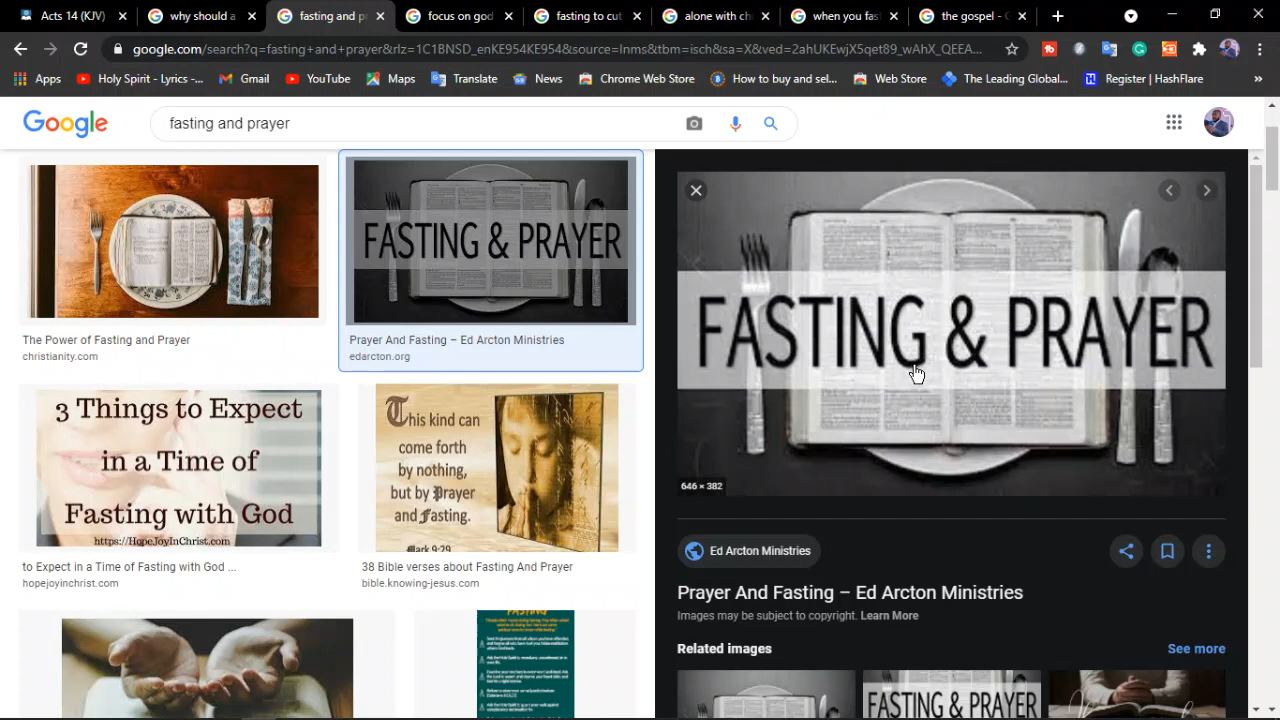 Acts 14 (KJV)
why should
fasting and p
focus on god
fasting to cut
alone with ch
when you fas
the goal! - C
google.com/search?q=fasting+and+prayer&rlz=1C1BNSD_enKE954KE954&source=lnms&tbm=isch&sa=X&ved=2ahUKEwjX5qet89_wAhX_QEEA...
Apps
Holy Spirit - Lyrics -...
Gmail
YouTube
Maps
Translate
News
Chrome Web Store
How to buy or sel...
Web Store
The Leading Global...
Register | HashFlare
»
Google
fasting and prayer
FASTING & PRAYER
The Power of Fasting and Prayer
christianity.com
Prayer And Fasting – Ed Arcton Ministries
edarcton.org
3 Things to Expect
in a Time of
Fasting with God
https://HopeJoyInChrist.com
to Expect in a Time of Fasting with God ...
hopejoyinchrist.com
This kind can
come forth
by nothing,
but by Prayer
and Fasting.
Mark 9:29
38 Bible verses about Fasting And Prayer
bible.knowing-jesus.com
FASTING
FASTING & PRAYER
646 × 382
Ed Arcton Ministries
Prayer And Fasting – Ed Arcton Ministries
Images may be subject to copyright. Learn More
Related images
FASTING & PRAYER